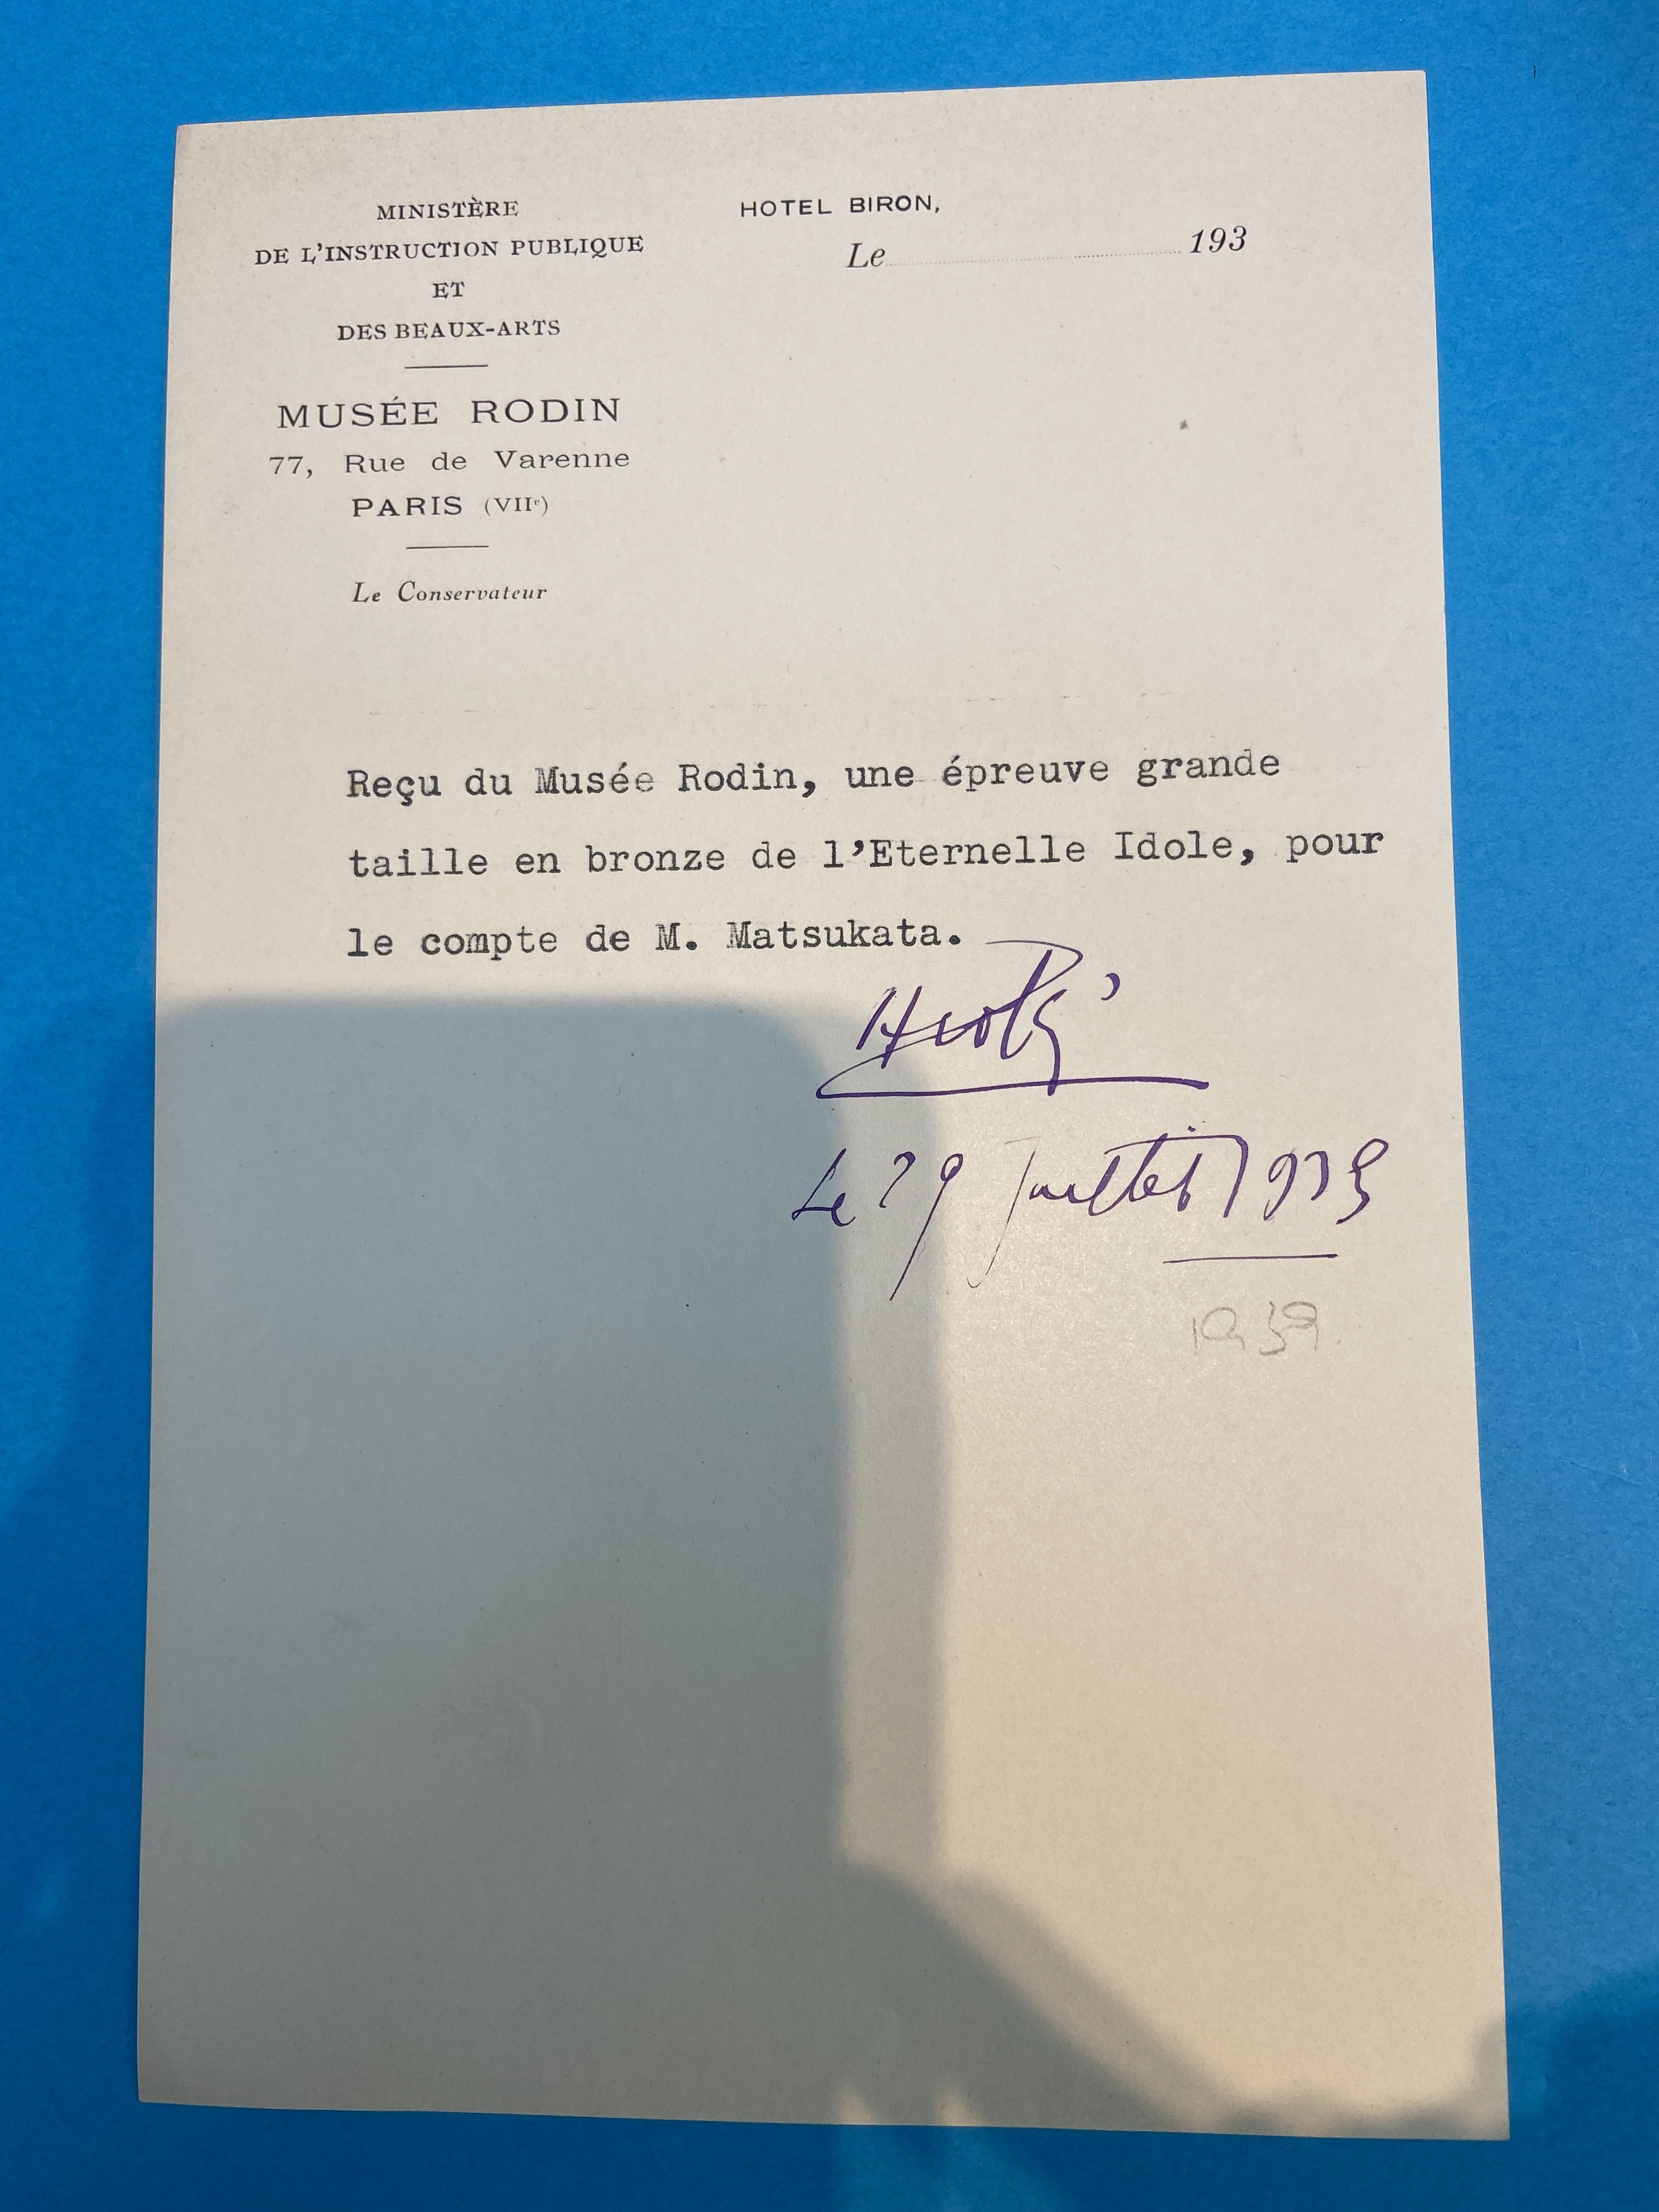 MINISTÈRE
DE L'INSTRUCTION PUBLIQUE
ET
DES BEAUX-ARTS
MUSÉE RODIN
77, Rue de Varenne
PARIS (VIIe)
Le Conservateur
HOTEL BIRON,
Le 193
Reçu du Musée Rodin, une épreuve grande
taille en bronze de l'Eternelle Idole, pour
le compte de M. Matsukata.
Le 29 Juillet 1939
1939.